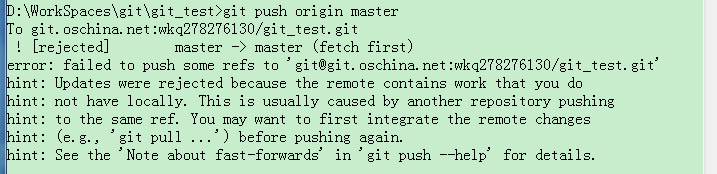 D:\WorkSpaces\git\git_test>git push origin master
To git.oschina.net:wkq278276130/git_test.git
 ! [rejected]        master -> master (fetch first)
error: failed to push some refs to 'git@git.oschina.net:wkq278276130/git_test.git'
hint: Updates were rejected because the remote contains work that you do
hint: not have locally. This is usually caused by another repository pushing
hint: to the same ref. You may want to first integrate the remote changes
hint: (e.g., 'git pull ...') before pushing again.
hint: See the 'Note about fast-forwards' in 'git push --help' for details.